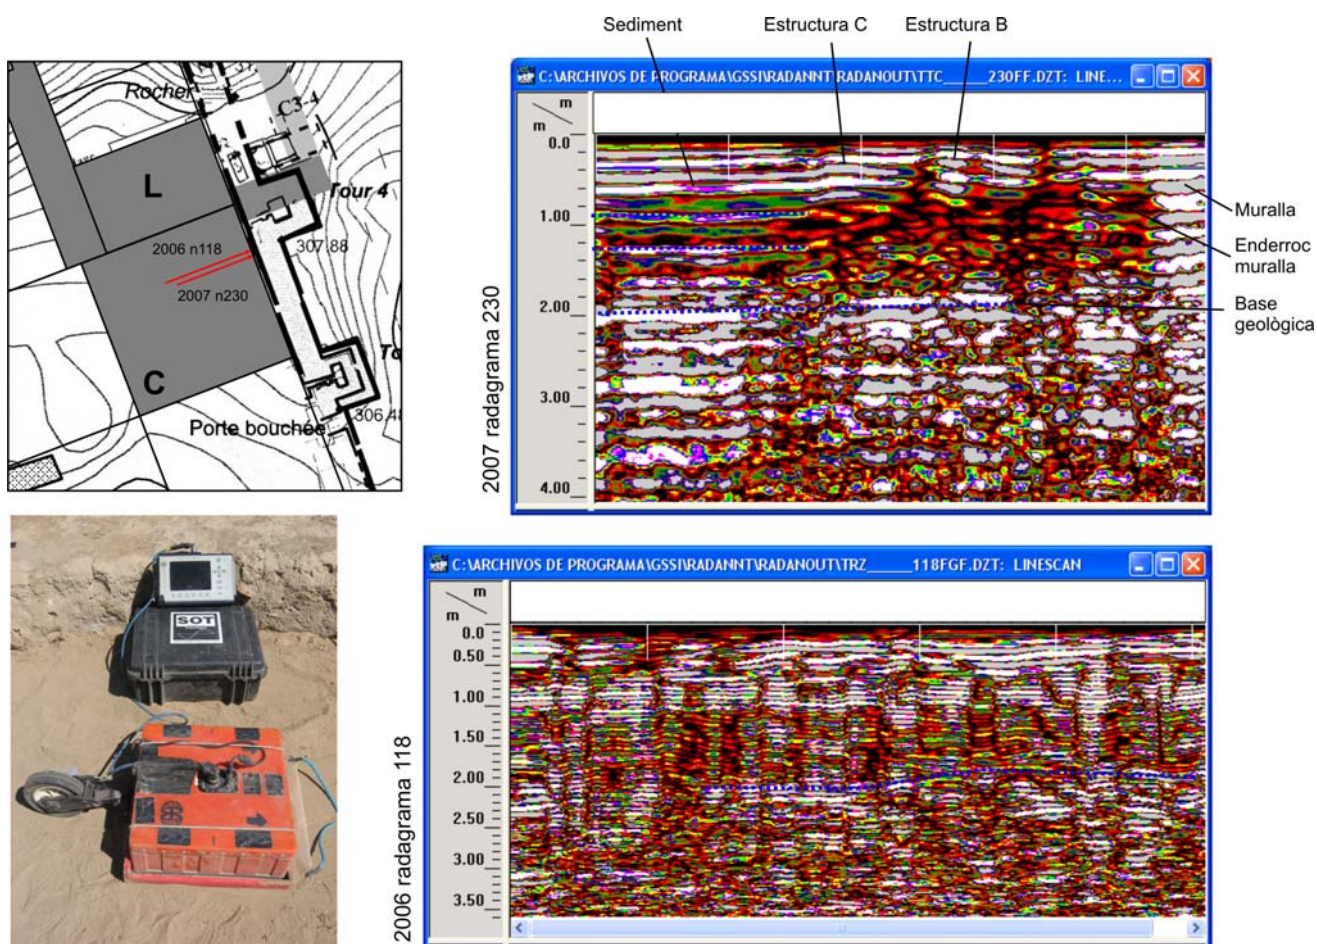 Sediment
Estructura C
Estructura B
Rocher
C3-4
L
Tour 4
2006 n118
307.88
2007 n230
C
Porte bouchée
2007 radagrama 230
C:\ARCHIVOS DE PROGRAMA\GSSI\RADANNT\RADANOUT\TTC_____230FF.DZT: LINE...
m
m
0.0
1.00
2.00
3.00
4.00
Muralla
Enderroc
muralla
Base
geològica
SOT
2006 radagrama 118
C:\ARCHIVOS DE PROGRAMA\GSSI\RADANNT\RADANOUT\TRZ_____118FGF.DZT: LINESCAN
m
m
0.0
0.50
1.00
1.50
2.00
2.50
3.00
3.50